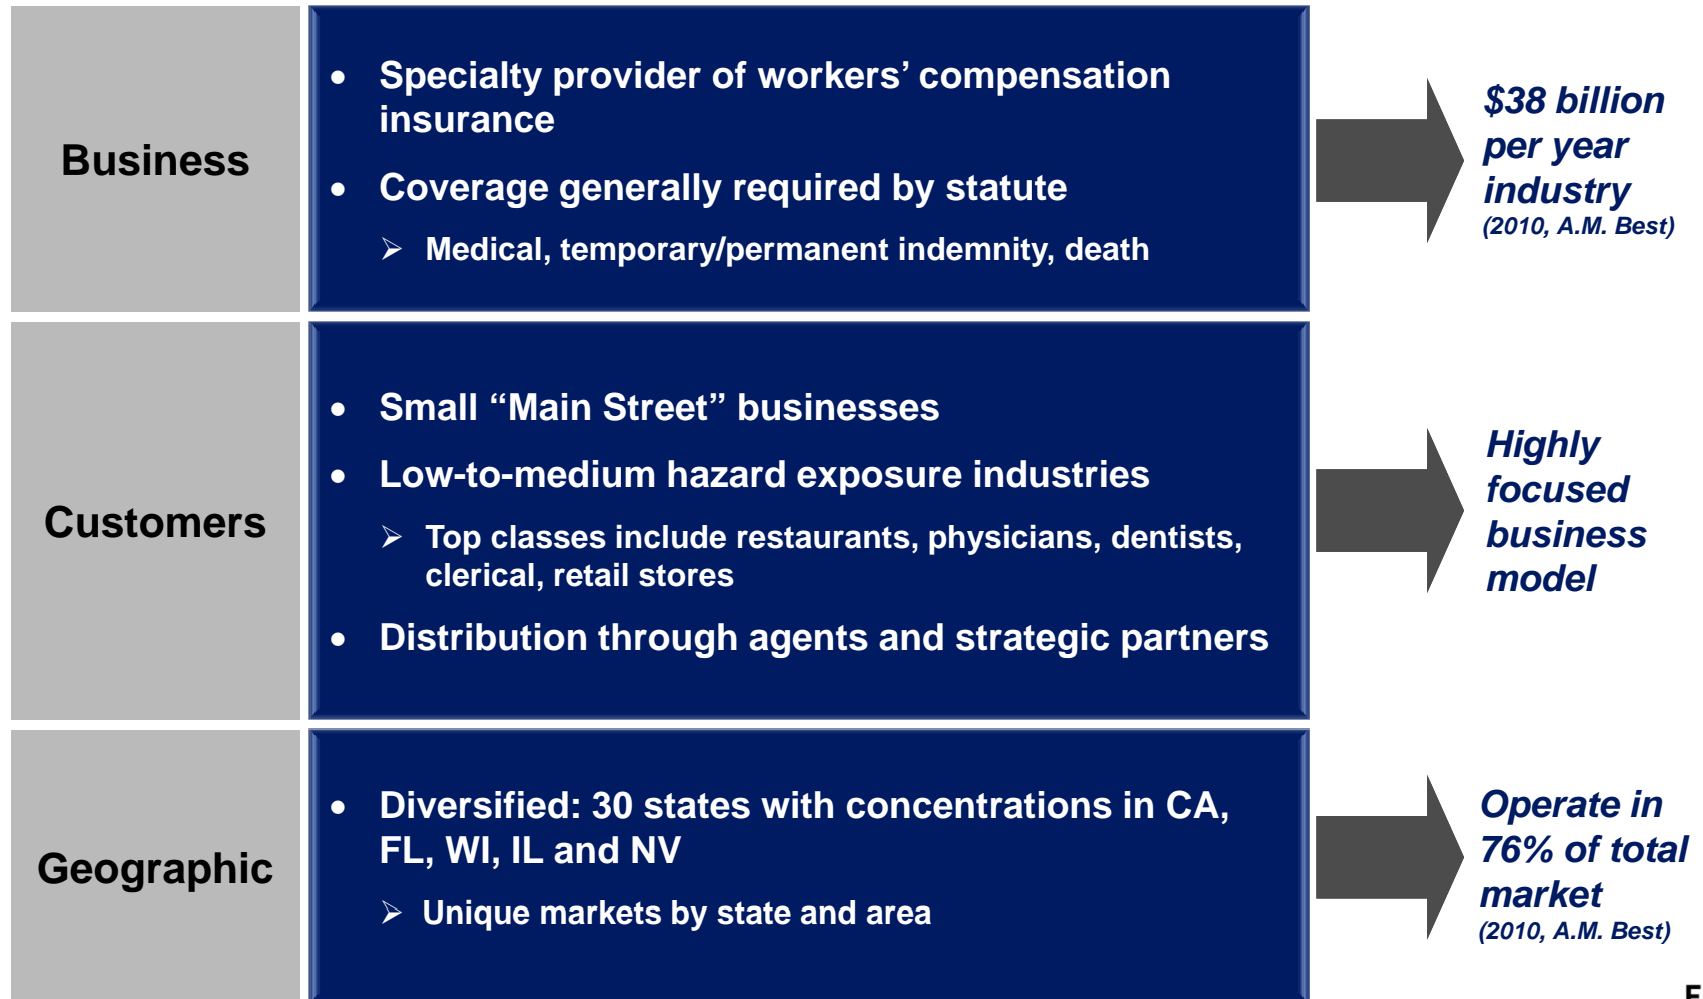 Business
• Specialty provider of workers’ compensation
insurance
• Coverage generally required by statute
➢ Medical, temporary/permanent indemnity, death
$38 billion
per year
industry
(2010, A.M. Best)
Customers
• Small “Main Street” businesses
• Low-to-medium hazard exposure industries
➢ Top classes include restaurants, physicians, dentists,
clerical, retail stores
• Distribution through agents and strategic partners
Highly
focused
business
model
Geographic
• Diversified: 30 states with concentrations in CA,
FL, WI, IL and NV
➢ Unique markets by state and area
Operate in
76% of total
market
(2010, A.M. Best)